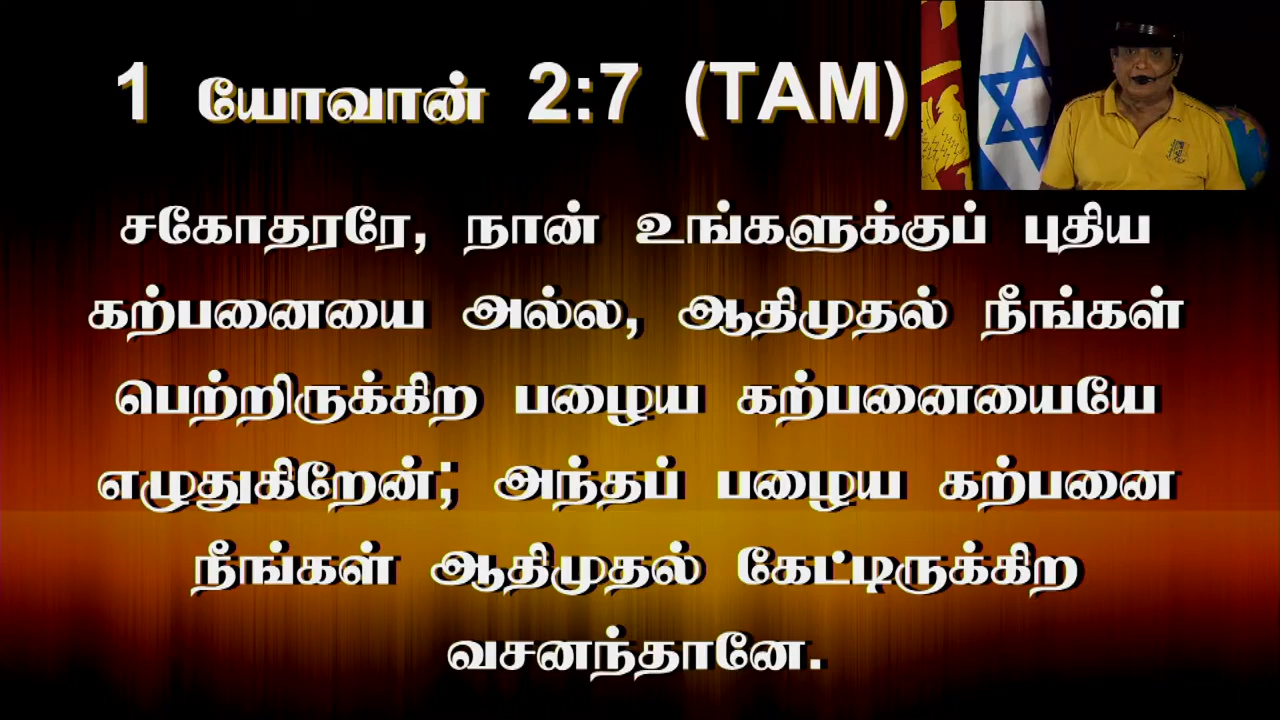 1 யோவான் 2:7 (TAM)
சகோதரரே, நான் உங்களுக்குப் புதிய
கற்பனையை அல்ல, ஆதிமுதல் நீங்கள்
பெற்றிருக்கிற பழைய கற்பனையையே
எழுதுகிறேன்; அந்தப் பழைய கற்பனை
நீங்கள் ஆதிமுதல் கேட்டிருக்கிற
வசனந்தானே.